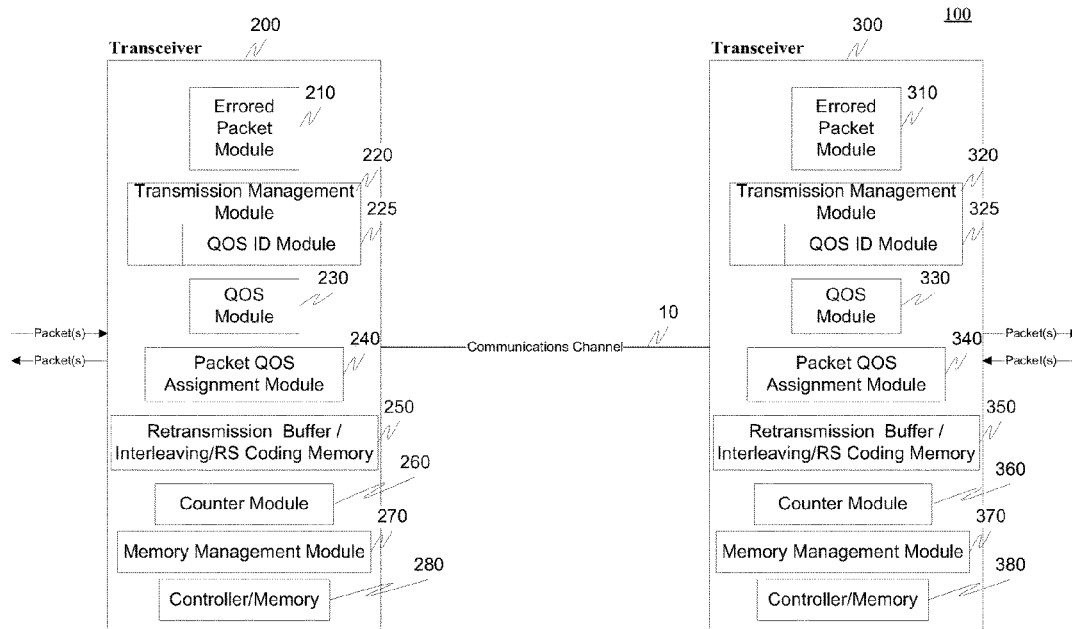 100
200
Transceiver
210
Errored
Packet
Module
220
Transmission Management
Module
225
QOS ID Module
230
QOS
Module
Packet(s)
Packet(s)
240
Packet QOS
Assignment Module
250
Retransmission Buffer /
Interleaving/RS Coding Memory
260
Counter Module
270
Memory Management Module
280
Controller/Memory
10
Communications Channel
300
Transceiver
310
Errored
Packet
Module
320
Transmission Management
Module
325
QOS ID Module
330
QOS
Module
Packet(s)
Packet(s)
340
Packet QOS
Assignment Module
350
Retransmission Buffer /
Interleaving/RS Coding Memory
360
Counter Module
370
Memory Management Module
380
Controller/Memory